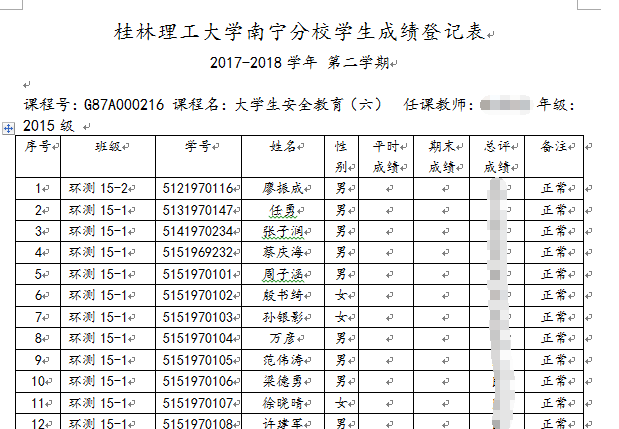 桂林理工大学南宁分校学生成绩登记表
2017-2018 学年 第二学期
课程号：G87A000216 课程名：大学生安全教育（六） 任课教师： 年级：
2015 级
序号 班级 学号 姓名 性别 平时成绩 期末成绩 总评成绩 备注
1 环测 15-2 5121970116 廖振威 男 正常
2 环测 15-1 5131970147 任勇 男 正常
3 环测 15-1 5141970234 张子润 男 正常
4 环测 15-1 5151969232 蔡庆海 男 正常
5 环测 15-1 5151970101 周子涵 男 正常
6 环测 15-1 5151970102 殷书绮 女 正常
7 环测 15-1 5151970103 孙银影 女 正常
8 环测 15-1 5151970104 万彦 男 正常
9 环测 15-1 5151970105 范伟涛 男 正常
10 环测 15-1 5151970106 梁德勇 男 正常
11 环测 15-1 5151970107 徐晓晴 女 正常
12 环测 15-1 5151970108 许建军 男 正常